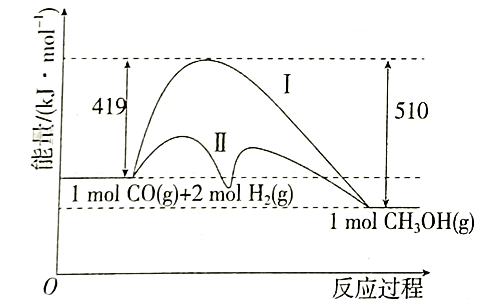 能量/(kJ·mol⁻¹)
419
I
II
510
1 mol CO(g)+2 mol H₂(g)
1 mol CH₃OH(g)
O
反应过程